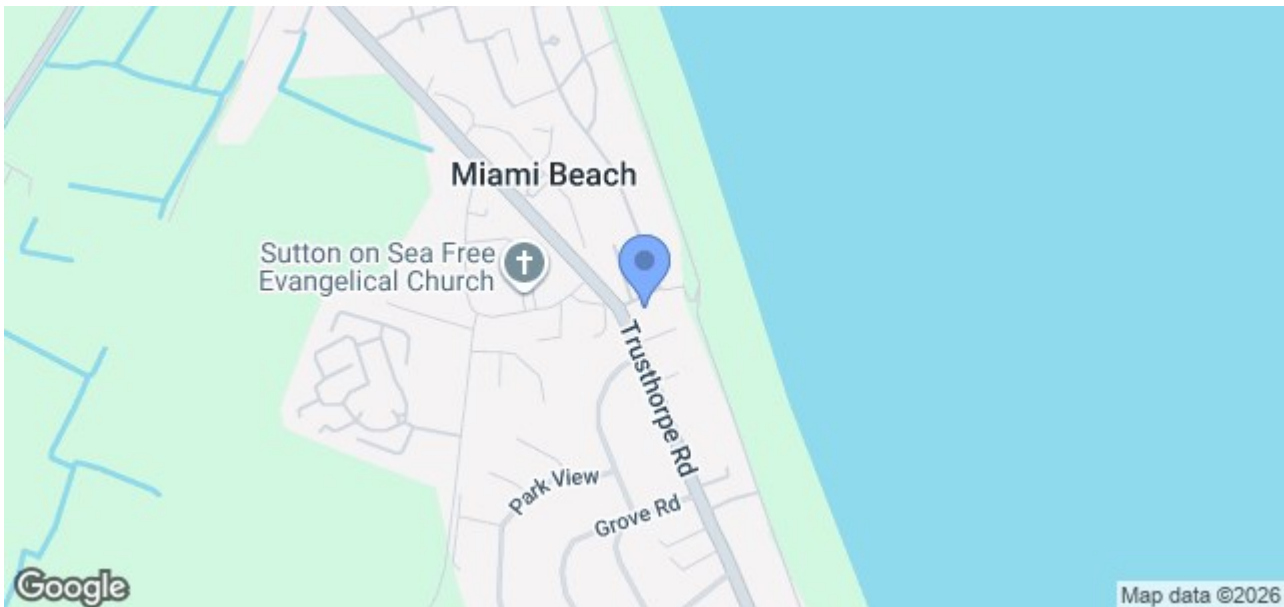 Miami Beach
Sutton on Sea Free
Evangelical Church
Trusthorpe Rd
Park View
Grove Rd
Google
Map data ©2026